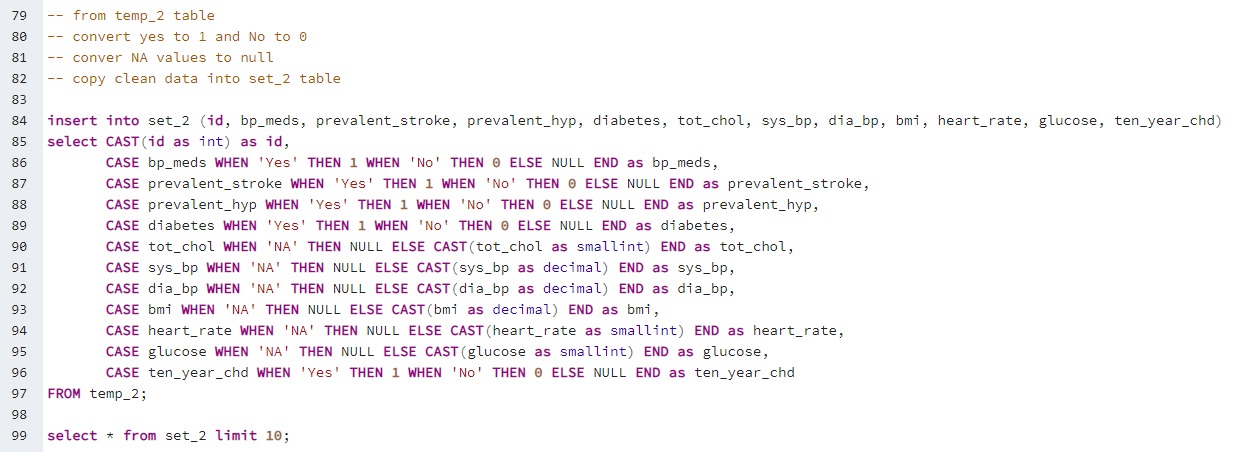 79 -- from temp_2 table
80 -- convert yes to 1 and No to 0
81 -- conver NA values to null
82 -- copy clean data into set_2 table
83
84 insert into set_2 (id, bp_meds, prevalent_stroke, prevalent_hyp, diabetes, tot_chol, sys_bp, dia_bp, bmi, heart_rate, glucose, ten_year_chd)
85 select CAST(id as int) as id,
86 CASE bp_meds WHEN 'Yes' THEN 1 WHEN 'No' THEN 0 ELSE NULL END as bp_meds,
87 CASE prevalent_stroke WHEN 'Yes' THEN 1 WHEN 'No' THEN 0 ELSE NULL END as prevalent_stroke,
88 CASE prevalent_hyp WHEN 'Yes' THEN 1 WHEN 'No' THEN 0 ELSE NULL END as prevalent_hyp,
89 CASE diabetes WHEN 'Yes' THEN 1 WHEN 'No' THEN 0 ELSE NULL END as diabetes,
90 CASE tot_chol WHEN 'NA' THEN NULL ELSE CAST(tot_chol as smallint) END as tot_chol,
91 CASE sys_bp WHEN 'NA' THEN NULL ELSE CAST(sys_bp as decimal) END as sys_bp,
92 CASE dia_bp WHEN 'NA' THEN NULL ELSE CAST(dia_bp as decimal) END as dia_bp,
93 CASE bmi WHEN 'NA' THEN NULL ELSE CAST(bmi as decimal) END as bmi,
94 CASE heart_rate WHEN 'NA' THEN NULL ELSE CAST(heart_rate as smallint) END as heart_rate,
95 CASE glucose WHEN 'NA' THEN NULL ELSE CAST(glucose as smallint) END as glucose,
96 CASE ten_year_chd WHEN 'Yes' THEN 1 WHEN 'No' THEN 0 ELSE NULL END as ten_year_chd
97 FROM temp_2;
98
99 select * from set_2 limit 10;